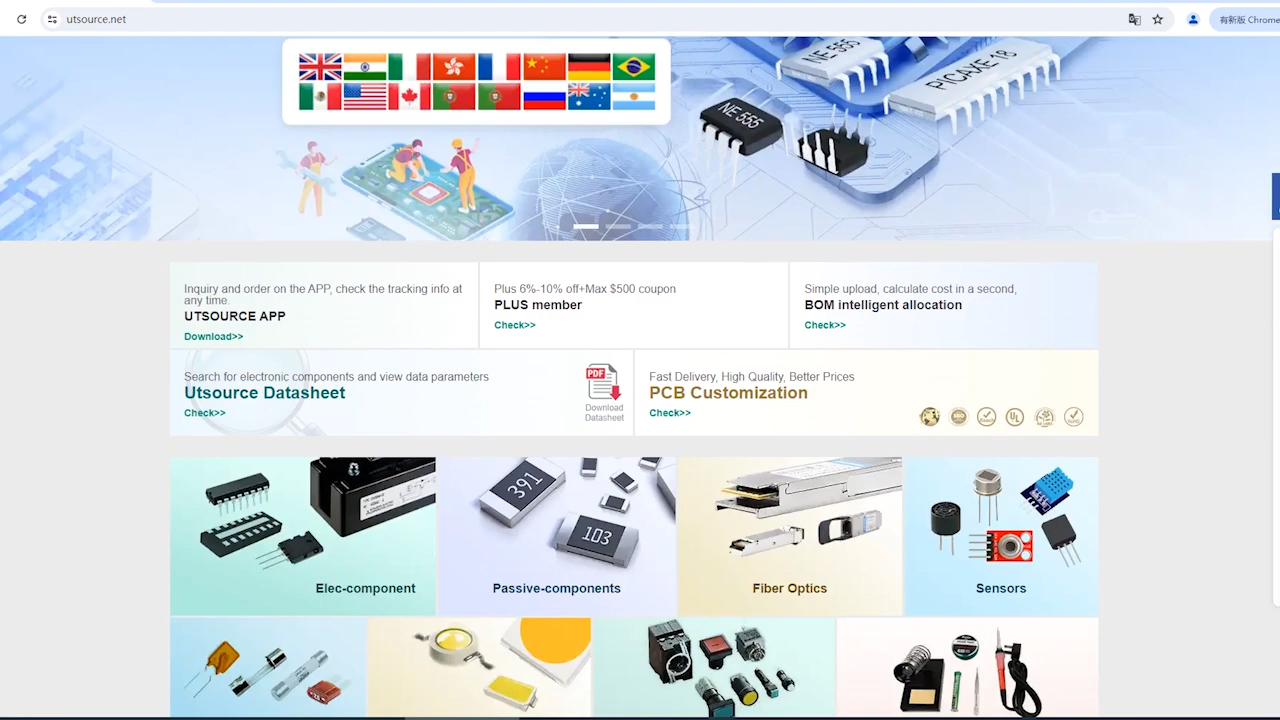 utsource.net
有新版 Chrome
NE 555
PICAXE-18
NE 555
Inquiry and order on the APP, check the tracking info at
any time.
UTSOURCE APP
Download>>
Plus 6%-10% off+Max $500 coupon
PLUS member
Check>>
Simple upload, calculate cost in a second,
BOM intelligent allocation
Check>>
Search for electronic components and view data parameters
Utsource Datasheet
Check>>
PDF
Download
Datasheet
Fast Delivery, High Quality, Better Prices
PCB Customization
Check>>
391
103
Elec-component
Passive-components
Fiber Optics
Sensors